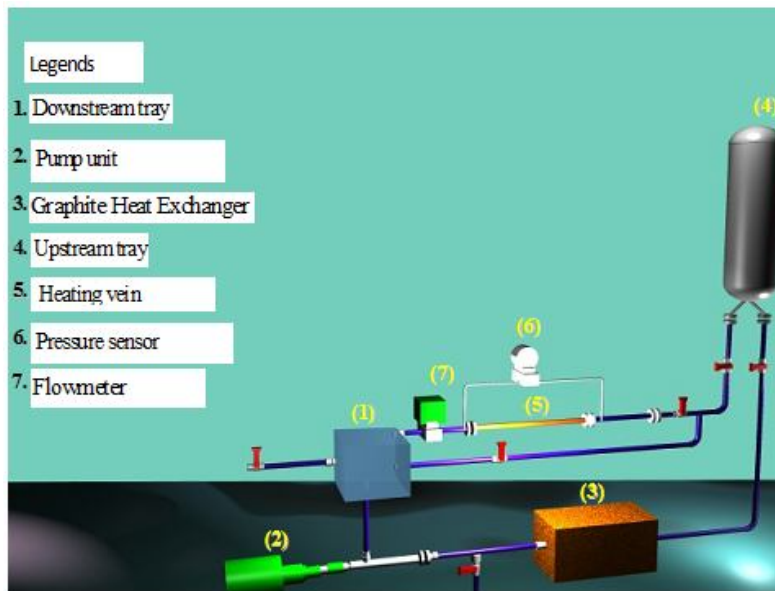 Legends
1. Downstream tray
2. Pump unit
3. Graphite Heat Exchanger
4. Upstream tray
5. Heating vein
6. Pressure sensor
7. Flowmeter
(4)
(6)
(7)
(5)
(1)
(3)
(2)